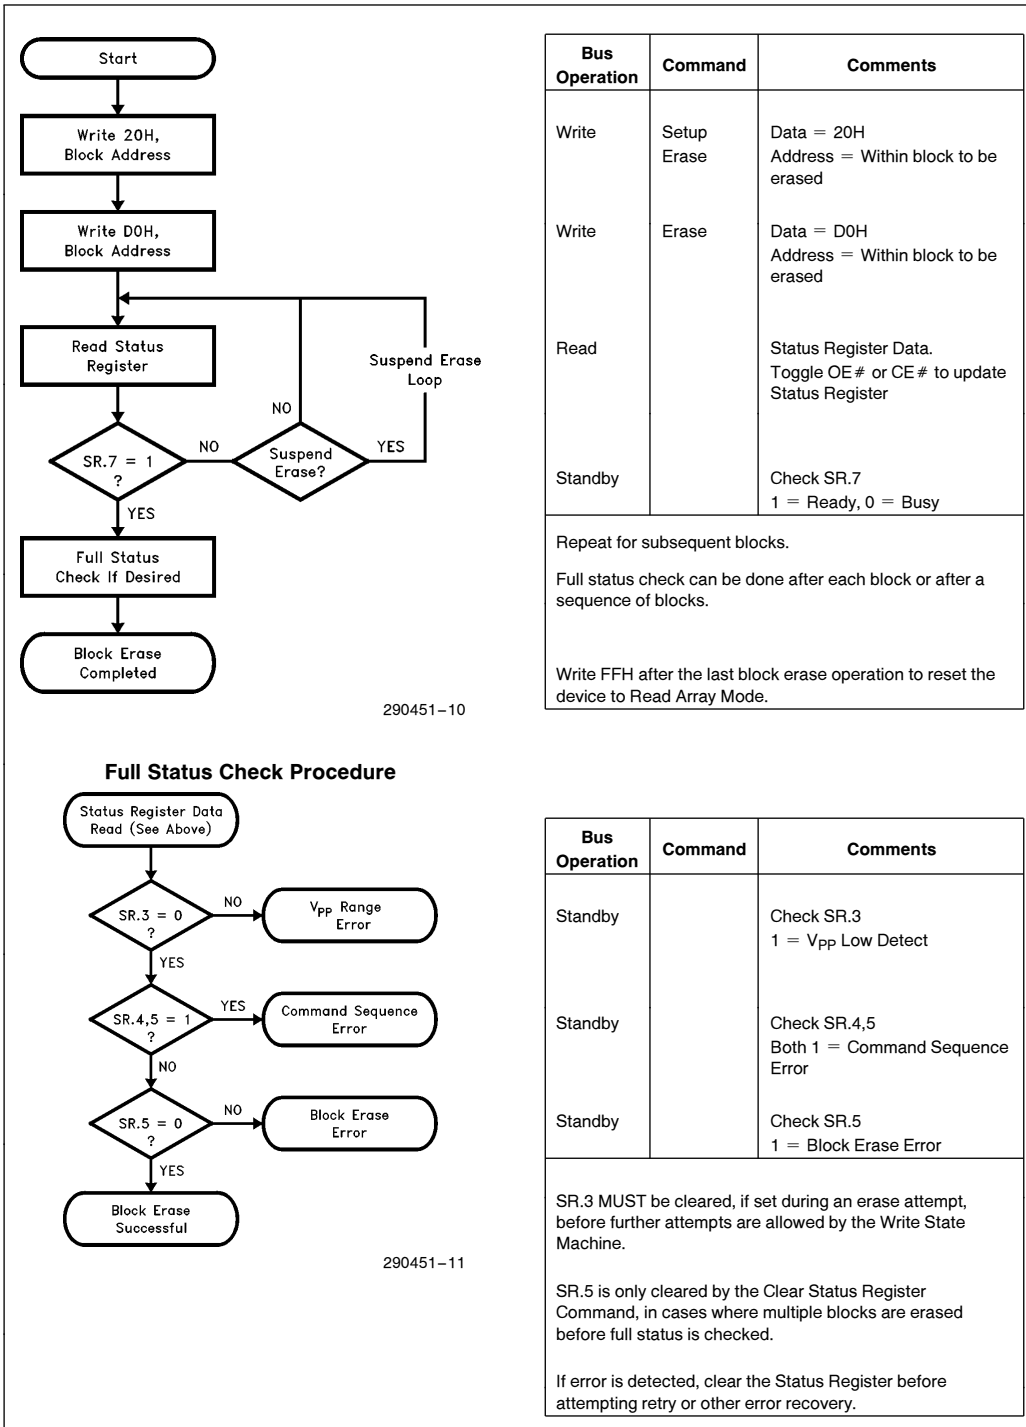 Start
Write 20H,
Block Address
Write D0H,
Block Address
Read Status
Register
Suspend Erase
Loop
NO
SR.7 = 1
?
NO
Suspend
Erase?
YES
YES
Full Status
Check If Desired
Block Erase
Completed
290451–10
Bus
Operation
Command
Comments
Write
Setup
Erase
Data = 20H
Address = Within block to be
erased
Write
Erase
Data = D0H
Address = Within block to be
erased
Read
Status Register Data.
Toggle OE# or CE# to update
Status Register
Standby
Check SR.7
1 = Ready, 0 = Busy
Repeat for subsequent blocks.
Full status check can be done after each block or after a
sequence of blocks.
Write FFH after the last block erase operation to reset the
device to Read Array Mode.
Full Status Check Procedure
Status Register Data
Read (See Above)
SR.3 = 0
?
NO
VPP Range
Error
YES
SR.4,5 = 1
?
YES
Command Sequence
Error
NO
SR.5 = 0
?
NO
Block Erase
Error
YES
Block Erase
Successful
290451–11
Bus
Operation
Command
Comments
Standby
Check SR.3
1 = VPP Low Detect
Standby
Check SR.4,5
Both 1 = Command Sequence
Error
Standby
Check SR.5
1 = Block Erase Error
SR.3 MUST be cleared, if set during an erase attempt,
before further attempts are allowed by the Write State
Machine.
SR.5 is only cleared by the Clear Status Register
Command, in cases where multiple blocks are erased
before full status is checked.
If error is detected, clear the Status Register before
attempting retry or other error recovery.